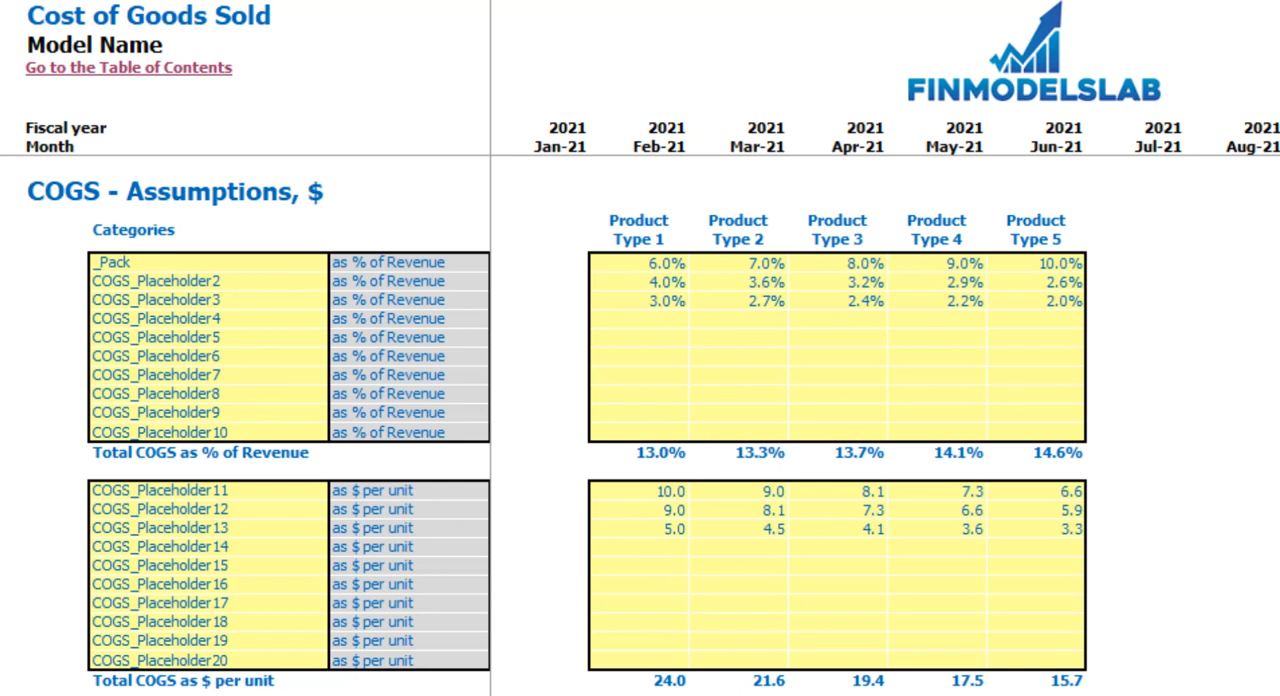 Cost of Goods Sold
Model Name
Go to the Table of Contents
FINMODELSLAB
Fiscal year 2021 2021 2021 2021 2021 2021 2021 2021
Month Jan-21 Feb-21 Mar-21 Apr-21 May-21 Jun-21 Jul-21 Aug-21
COGS - Assumptions, $
Categories
Product Product Product Product Product
Type 1 Type 2 Type 3 Type 4 Type 5
_Pack as % of Revenue 6.0% 7.0% 8.0% 9.0% 10.0%
COGS_Placeholder2 as % of Revenue 4.0% 3.6% 3.2% 2.9% 2.6%
COGS_Placeholder3 as % of Revenue 3.0% 2.7% 2.4% 2.2% 2.0%
COGS_Placeholder4 as % of Revenue
COGS_Placeholder5 as % of Revenue
COGS_Placeholder6 as % of Revenue
COGS_Placeholder7 as % of Revenue
COGS_Placeholder8 as % of Revenue
COGS_Placeholder9 as % of Revenue
COGS_Placeholder10 as % of Revenue
Total COGS as % of Revenue 13.0% 13.3% 13.7% 14.1% 14.6%
COGS_Placeholder11 as $ per unit 10.0 9.0 8.1 7.3 6.6
COGS_Placeholder12 as $ per unit 9.0 8.1 7.3 6.6 5.9
COGS_Placeholder13 as $ per unit 5.0 4.5 4.1 3.6 3.3
COGS_Placeholder14 as $ per unit
COGS_Placeholder15 as $ per unit
COGS_Placeholder16 as $ per unit
COGS_Placeholder17 as $ per unit
COGS_Placeholder18 as $ per unit
COGS_Placeholder19 as $ per unit
COGS_Placeholder20 as $ per unit
Total COGS as $ per unit 24.0 21.6 19.4 17.5 15.7